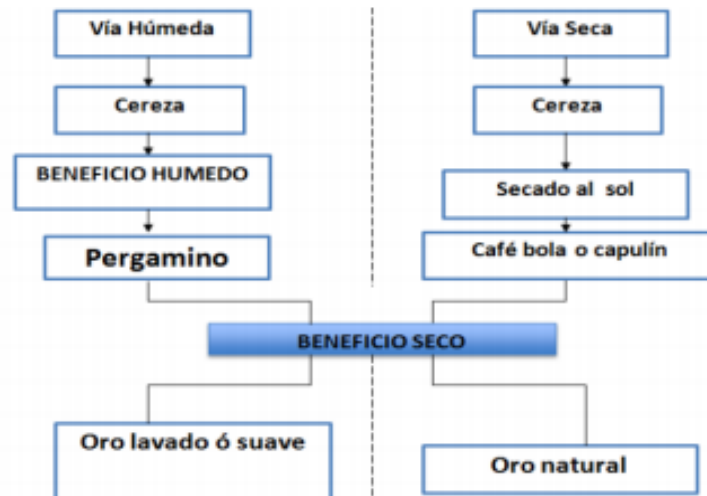 Vía Húmeda
Cereza
BENEFICIO HUMEDO
Pergamino
Vía Seca
Cereza
Secado al sol
Café bola o capulín
BENEFICIO SECO
Oro lavado ó suave
Oro natural